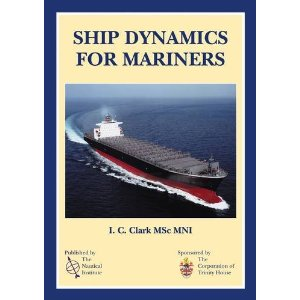 SHIP DYNAMICS
FOR MARINERS
I. C. Clark MSc MNI
Published by
The
Nautical
Institute
Sponsored by
The
Corporation of
Trinity House